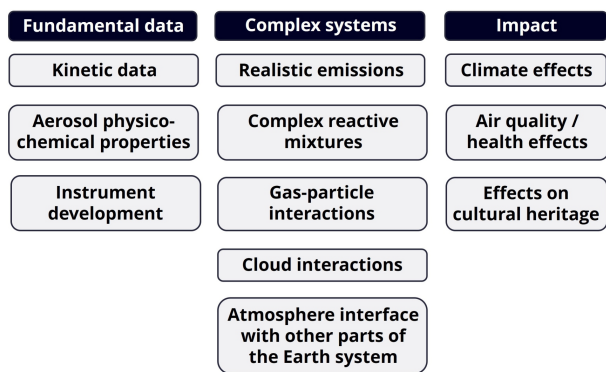 Fundamental data
Kinetic data
Aerosol physico-
chemical properties
Instrument
development
Complex systems
Realistic emissions
Complex reactive
mixtures
Gas-particle
interactions
Cloud interactions
Atmosphere interface
with other parts of
the Earth system
Impact
Climate effects
Air quality /
health effects
Effects on
cultural heritage